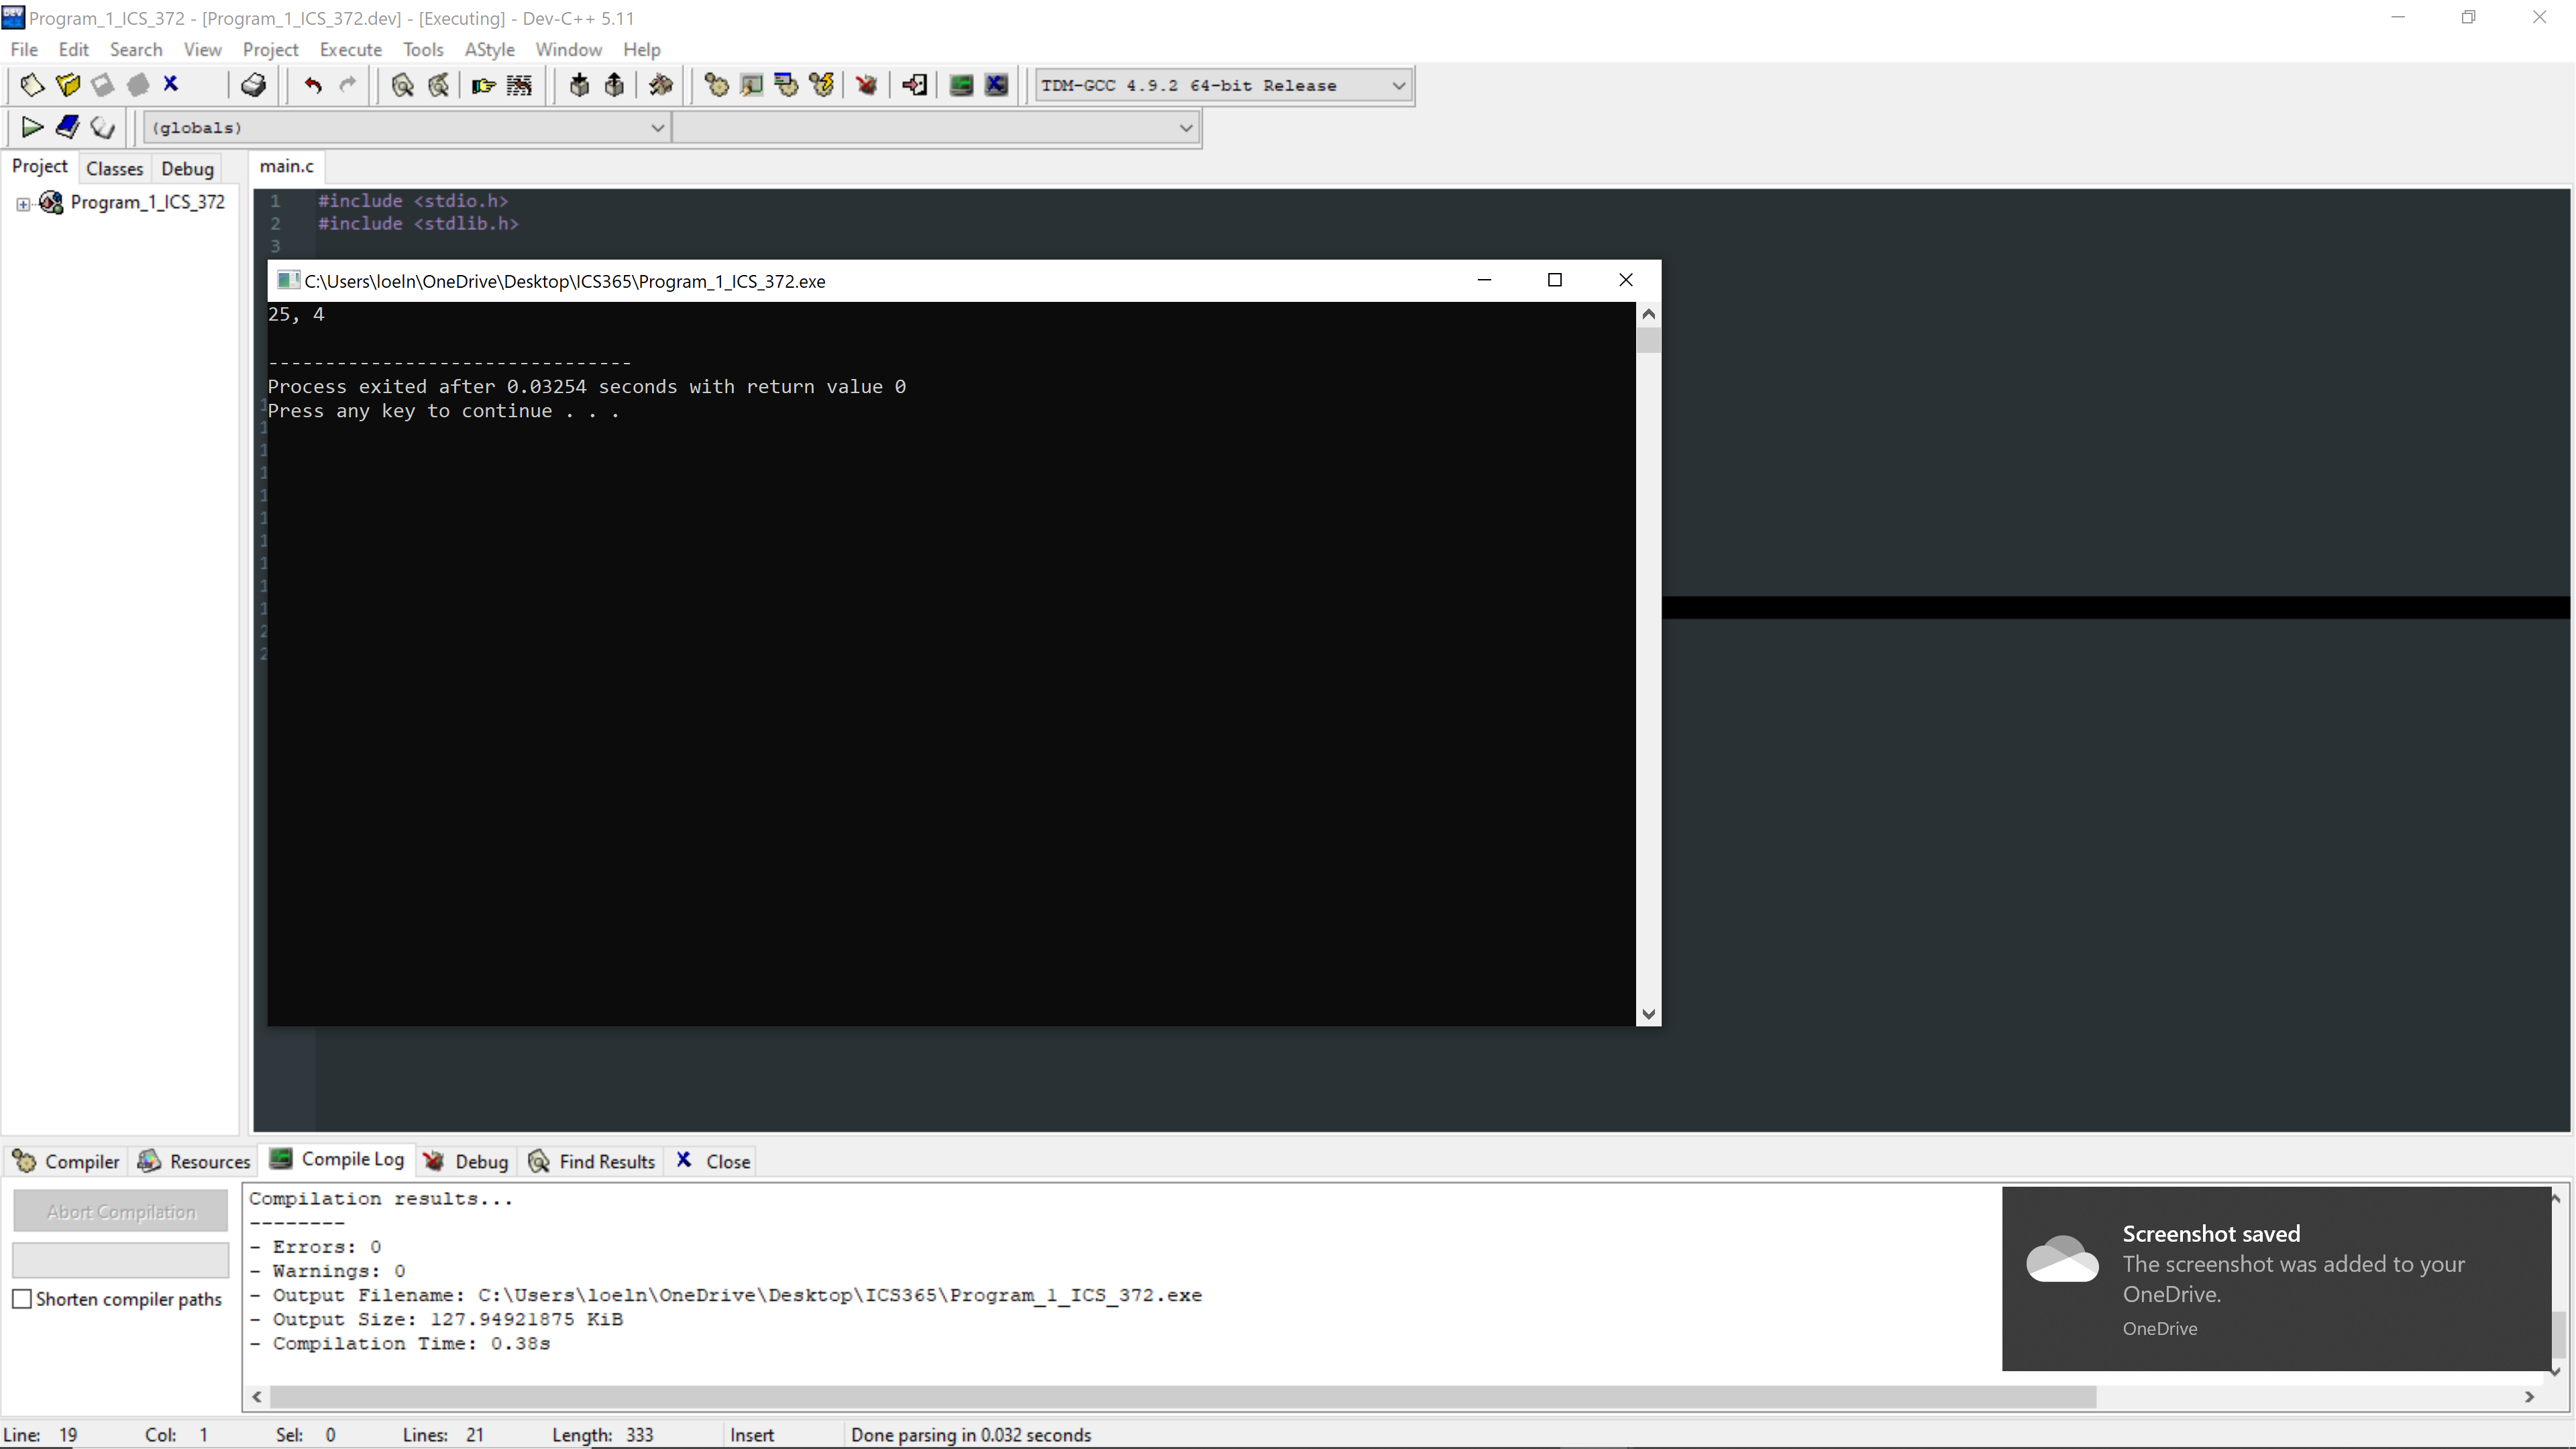 Program_1_ICS_372 - [Program_1_ICS_372.dev] - [Executing] - Dev-C++ 5.11
File Edit Search View Project Execute Tools AStyle Window Help
TDM-GCC 4.9.2 64-bit Release
(globals)
Project Classes Debug
main.c
Program_1_ICS_372
1 #include <stdio.h>
2 #include <stdlib.h>
3
C:\Users\loeln\OneDrive\Desktop\ICS365\Program_1_ICS_372.exe
25, 4
--------------------------------
Process exited after 0.03254 seconds with return value 0
Press any key to continue . . .
Compiler Resources Compile Log Debug Find Results Close
Abort Compilation
Shorten compiler paths
Compilation results...
--------
- Errors: 0
- Warnings: 0
- Output Filename: C:\Users\loeln\OneDrive\Desktop\ICS365\Program_1_ICS_372.exe
- Output Size: 127.94921875 KiB
- Compilation Time: 0.38s
Screenshot saved
The screenshot was added to your
OneDrive.
OneDrive
Line: 19 Col: 1 Sel: 0 Lines: 21 Length: 333 Insert Done parsing in 0.032 seconds